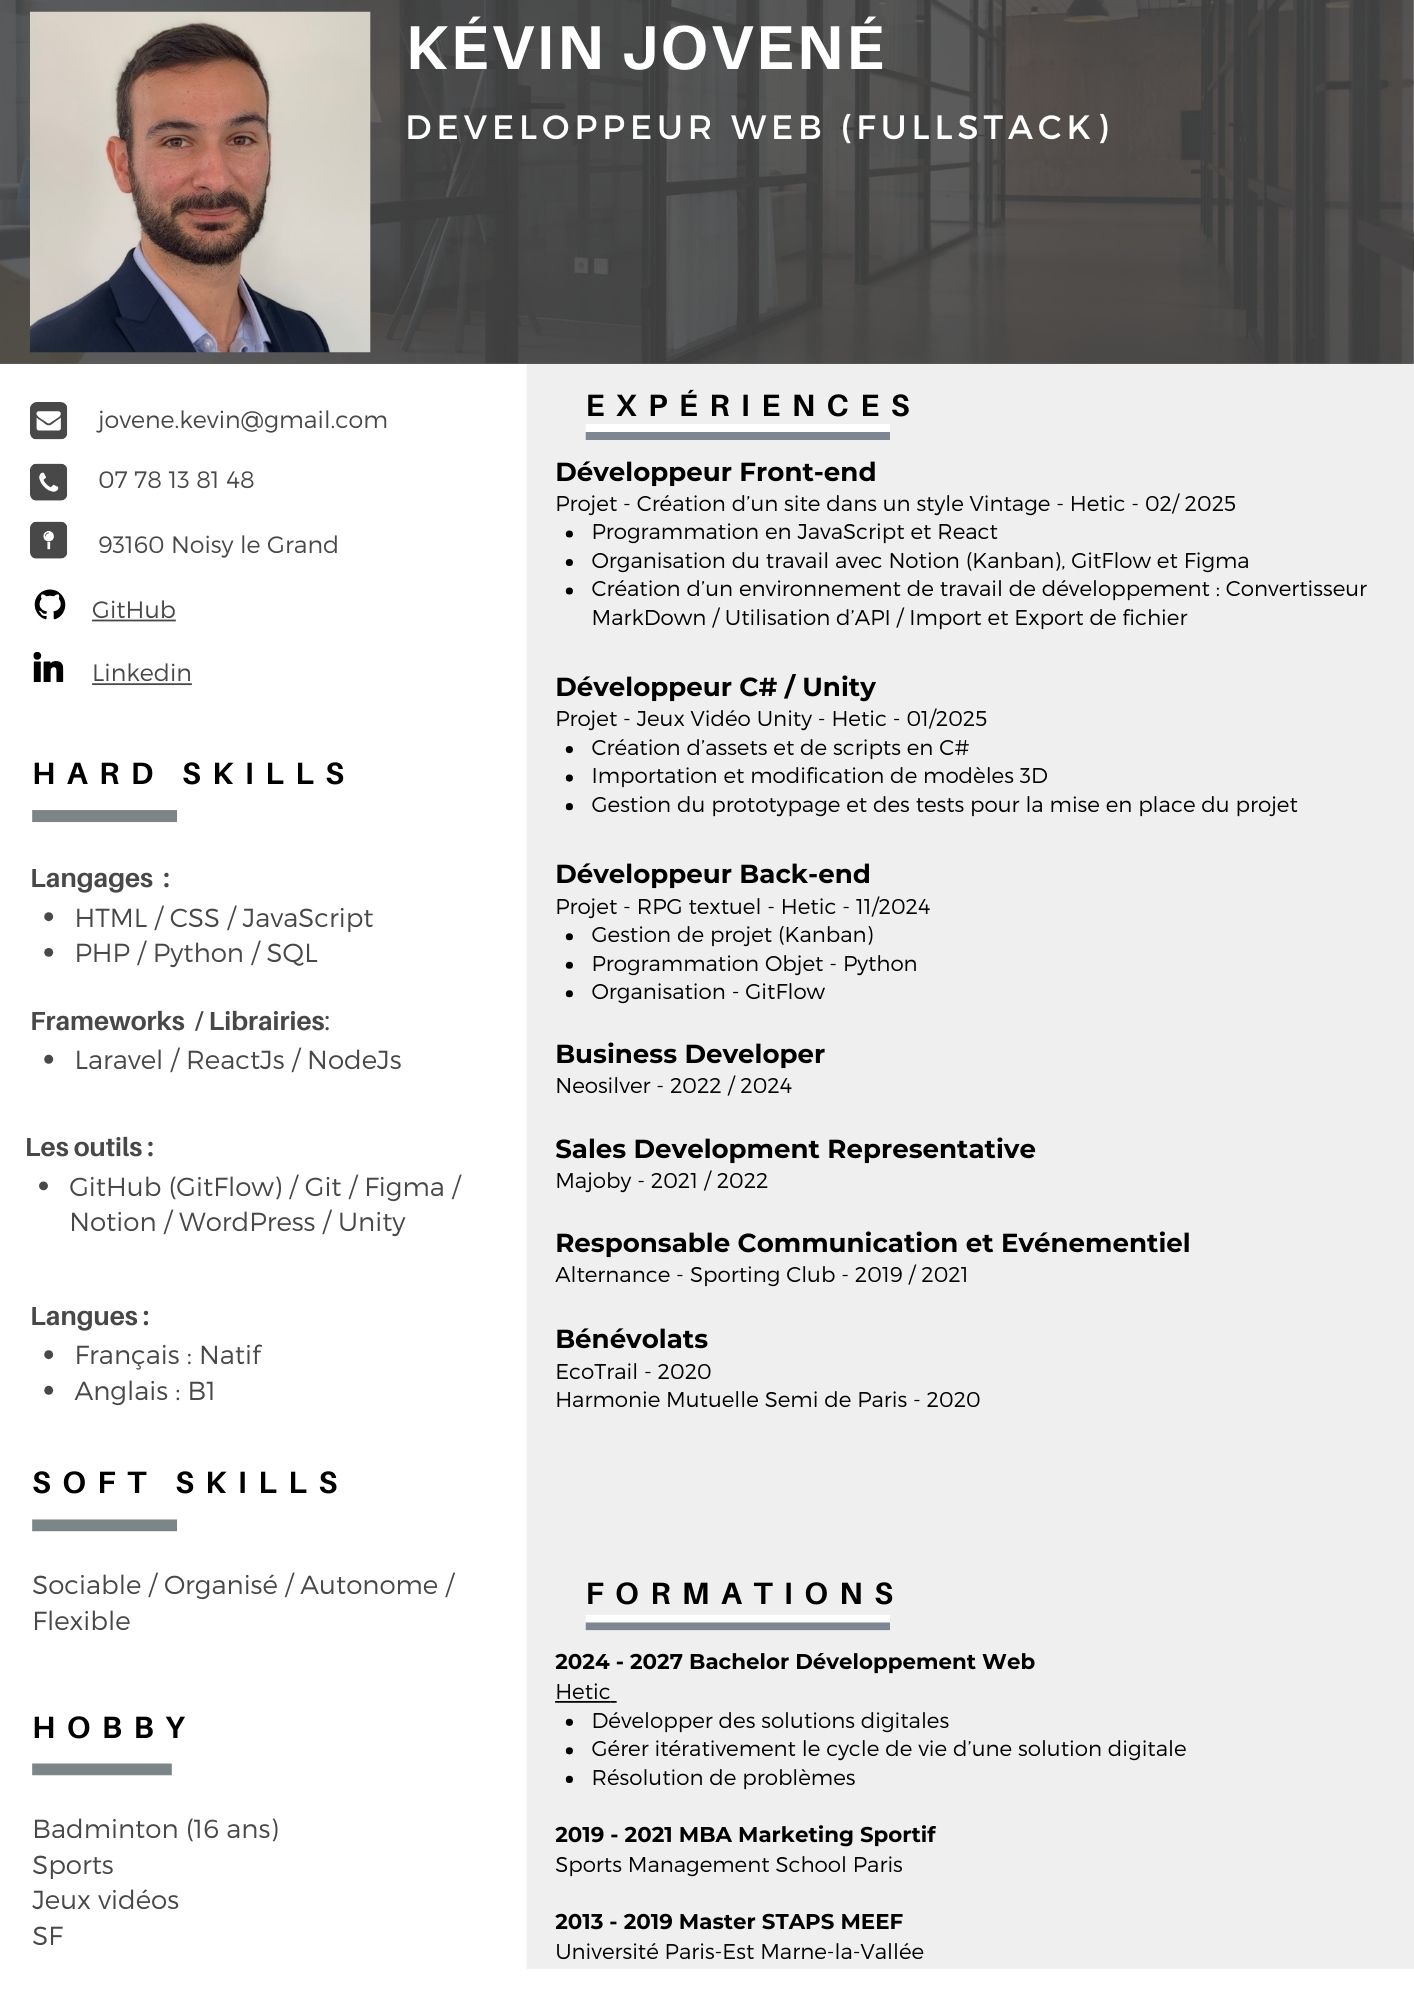 KÉVIN JOVENÉ
DEVELOPPEUR WEB (FULLSTACK)
jovene.kevin@gmail.com
07 78 13 81 48
93160 Noisy le Grand
GitHub
Linkedin
HARD SKILLS
Langages :
• HTML / CSS / JavaScript
• PHP / Python / SQL
Frameworks / Librairies:
• Laravel / ReactJs / NodeJs
Les outils :
• GitHub (GitFlow) / Git / Figma /
Notion / WordPress / Unity
Langues :
• Français : Natif
• Anglais : B1
SOFT SKILLS
Sociable / Organisé / Autonome /
Flexible
HOBBY
Badminton (16 ans)
Sports
Jeux vidéos
SF
EXPÉRIENCES
Développeur Front-end
Projet - Création d’un site dans un style Vintage - Hetic - 02/ 2025
• Programmation en JavaScript et React
• Organisation du travail avec Notion (Kanban), GitFlow et Figma
• Création d’un environnement de travail de développement : Convertisseur
MarkDown / Utilisation d’API / Import et Export de fichier
Développeur C# / Unity
Projet - Jeux Vidéo Unity - Hetic - 01/2025
• Création d’assets et de scripts en C#
• Importation et modification de modèles 3D
• Gestion du prototypage et des tests pour la mise en place du projet
Développeur Back-end
Projet - RPG textuel - Hetic - 11/2024
• Gestion de projet (Kanban)
• Programmation Objet - Python
• Organisation - GitFlow
Business Developer
Neosilver - 2022 / 2024
Sales Development Representative
Majoby - 2021 / 2022
Responsable Communication et Evénementiel
Alternance - Sporting Club - 2019 / 2021
Bénévolats
EcoTrail - 2020
Harmonie Mutuelle Semi de Paris - 2020
FORMATIONS
2024 - 2027 Bachelor Développement Web
Hetic
• Développer des solutions digitales
• Gérer itérativement le cycle de vie d’une solution digitale
• Résolution de problèmes
2019 - 2021 MBA Marketing Sportif
Sports Management School Paris
2013 - 2019 Master STAPS MEEF
Université Paris-Est Marne-la-Vallée